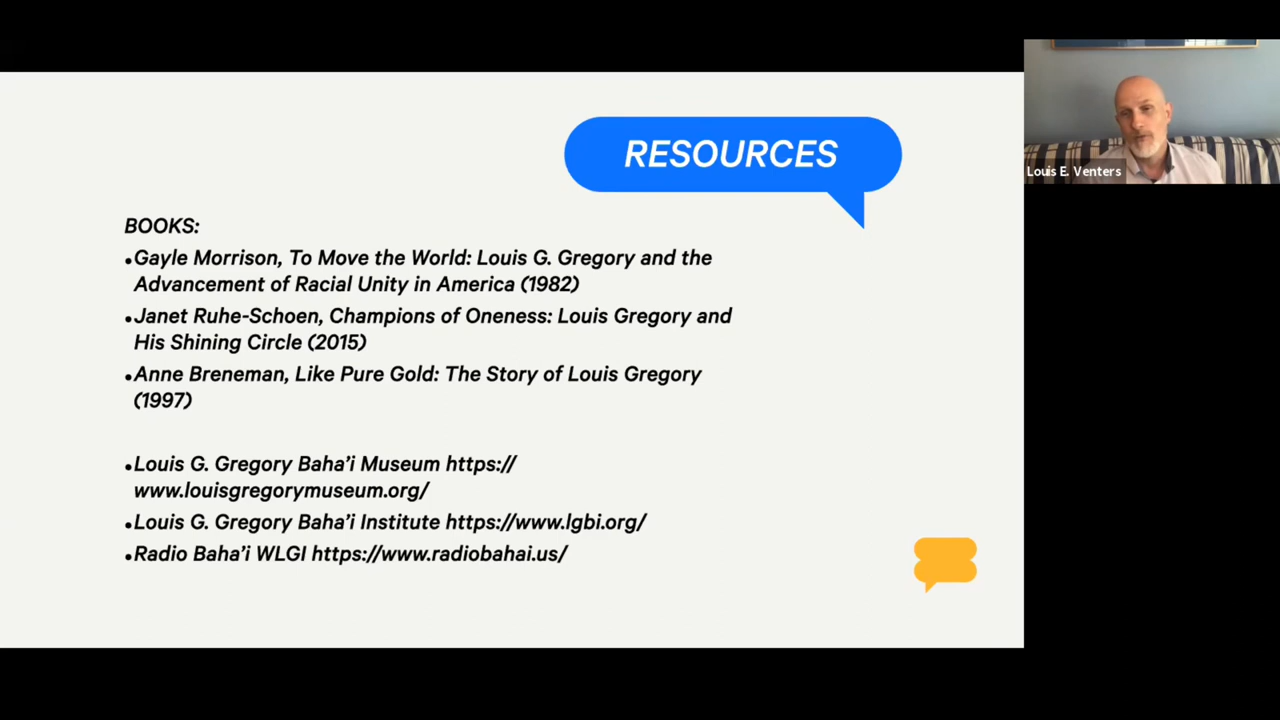 RESOURCES
Louis E. Venters
BOOKS:
•Gayle Morrison, To Move the World: Louis G. Gregory and the
Advancement of Racial Unity in America (1982)
•Janet Ruhe-Schoen, Champions of Oneness: Louis Gregory and
His Shining Circle (2015)
•Anne Breneman, Like Pure Gold: The Story of Louis Gregory
(1997)
•Louis G. Gregory Baha’i Museum https://
www.louisgregorymuseum.org/
•Louis G. Gregory Baha’i Institute https://www.lgbi.org/
•Radio Baha’i WLGI https://www.radiobahai.us/